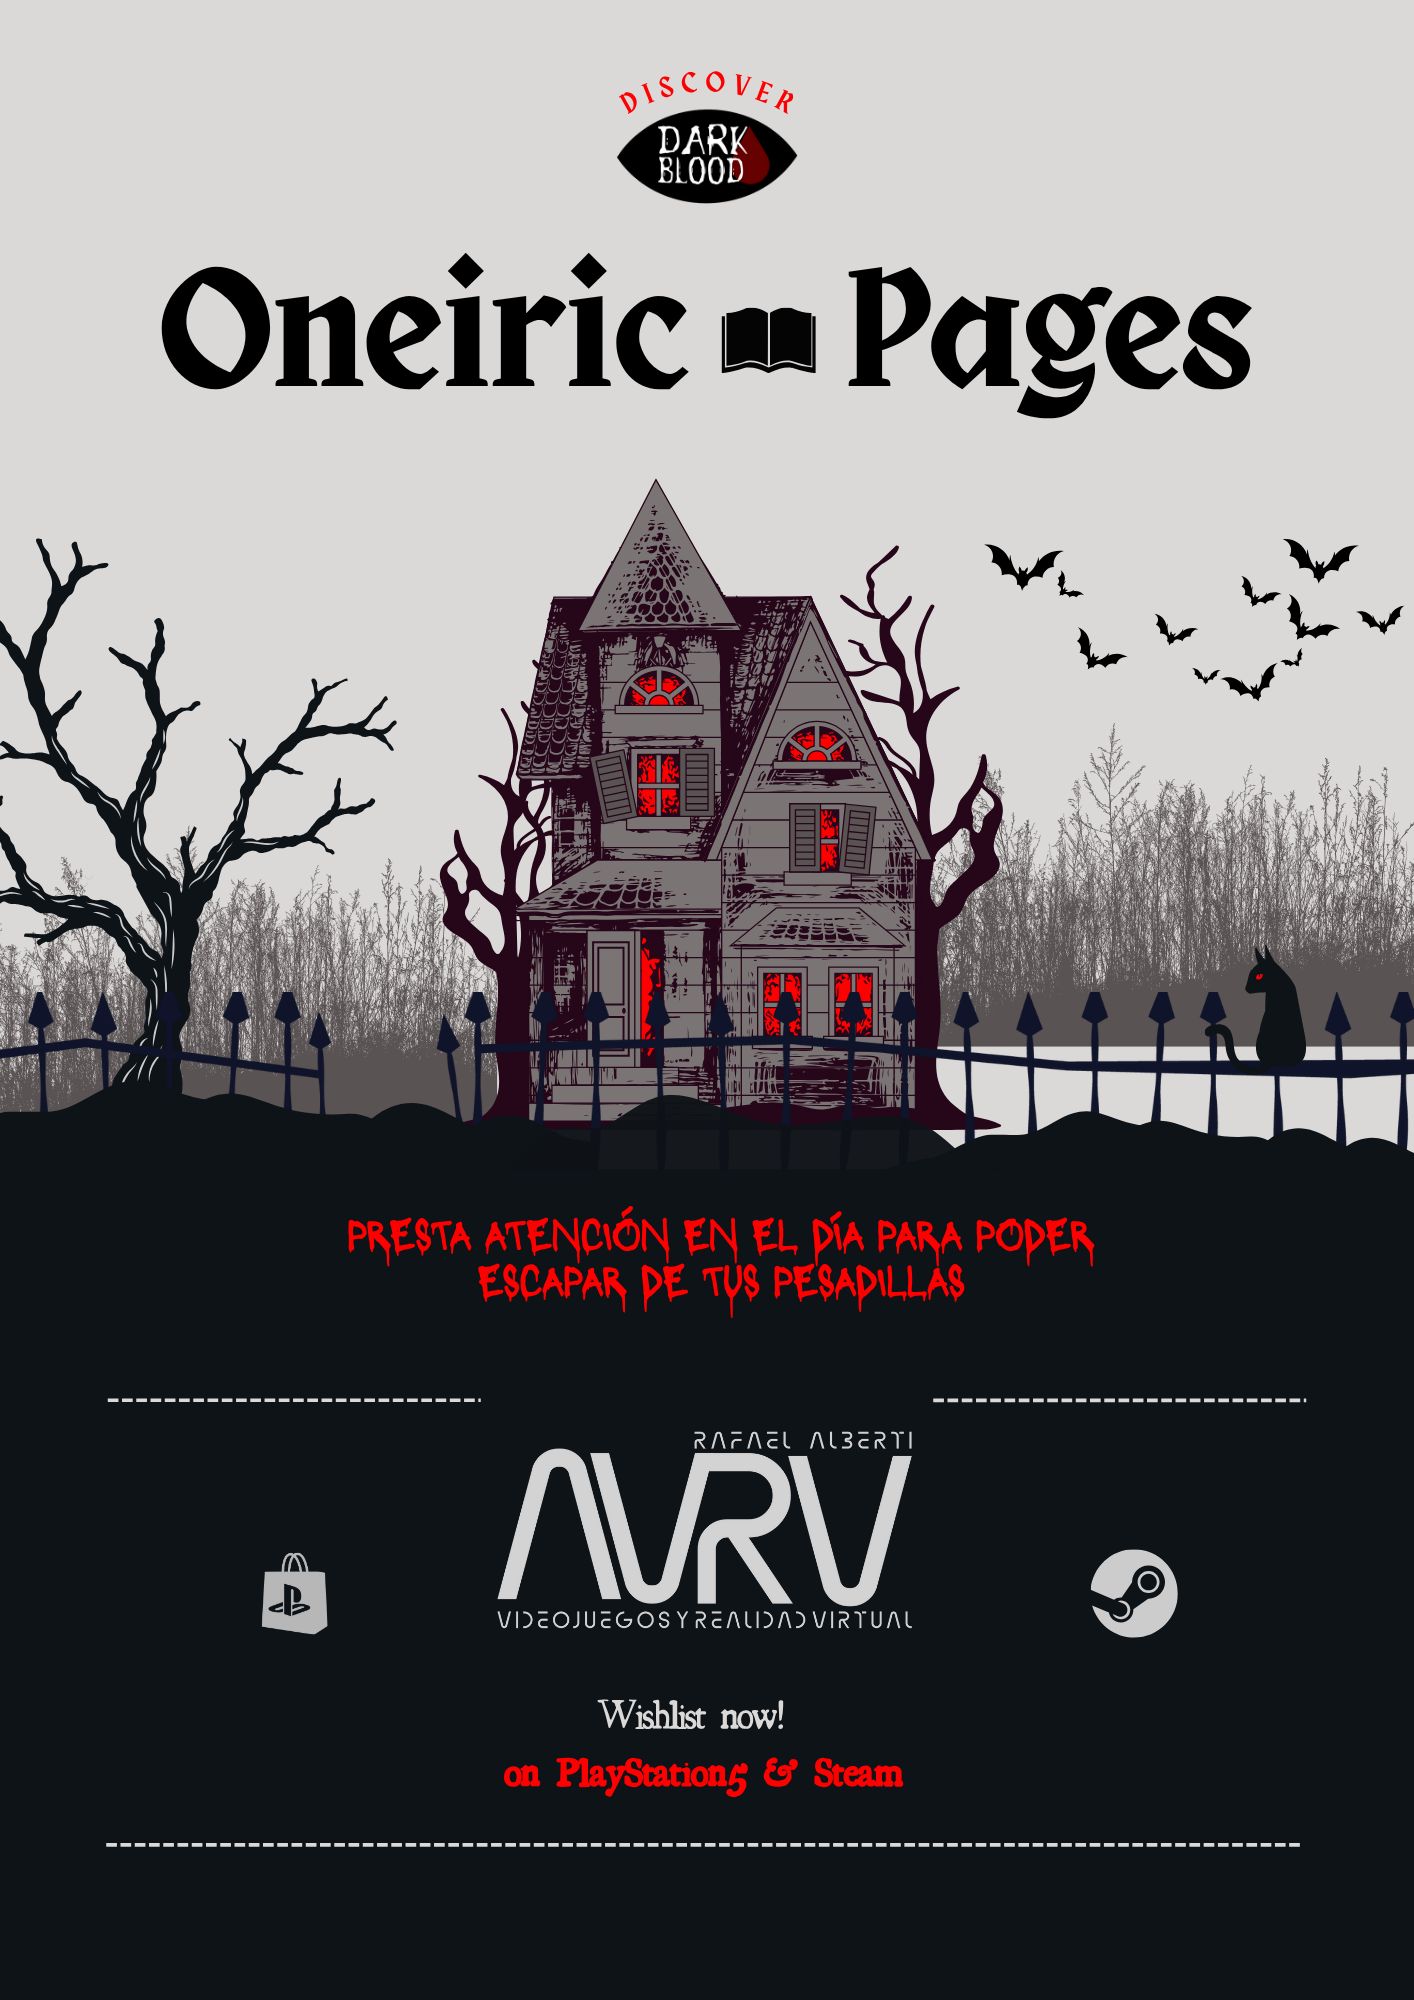 DISCOVER
DARK
BLOOD
Oneiric Pages
PRESTA ATENCIÓN EN EL DÍA PARA PODER
ESCAPAR DE TUS PESADILLAS
RAFAEL ALBERTI
AVRV
VIDEOJUEGOS Y REALIDAD VIRTUAL
Wishlist now!
on PlayStation5 & Steam